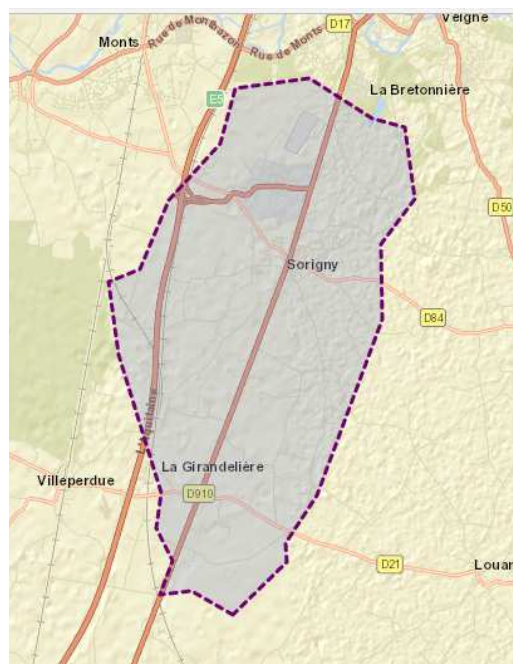 D17
Veigné
Monts
Rue de Montbazon
Rue de Monts
La Bretonnière
E5
D50
Sorigny
D84
L'Aquitaine
La Girandelière
Villeperdue
D910
D21
Louan